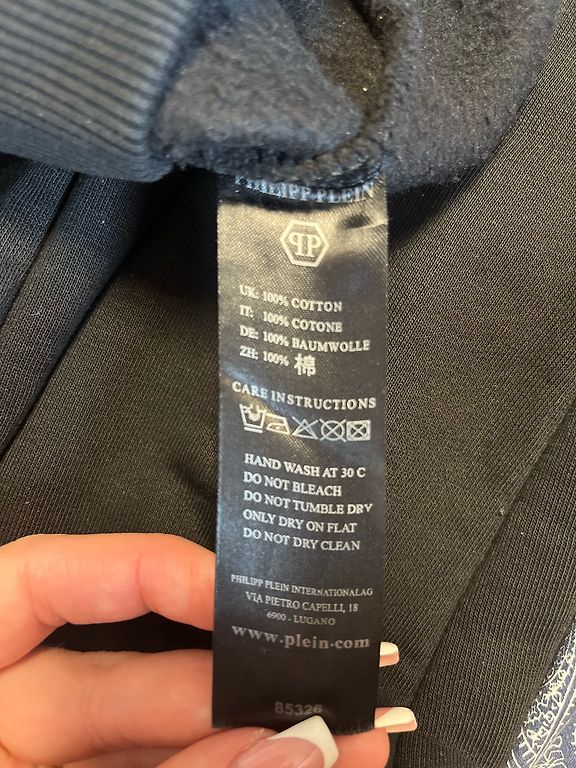 PHILIPP PLEIN
PP
UK: 100% COTTON
IT: 100% COTONE
DE: 100% BAUMWOLLE
ZH: 100% 棉
CARE INSTRUCTIONS
HAND WASH AT 30 C
DO NOT BLEACH
DO NOT TUMBLE DRY
ONLY DRY ON FLAT
DO NOT DRY CLEAN
PHILIPP PLEIN INTERNATIONALAG
VIA PIETRO CAPELLI, 18
6900 - LUGANO
www.plein.com
85326